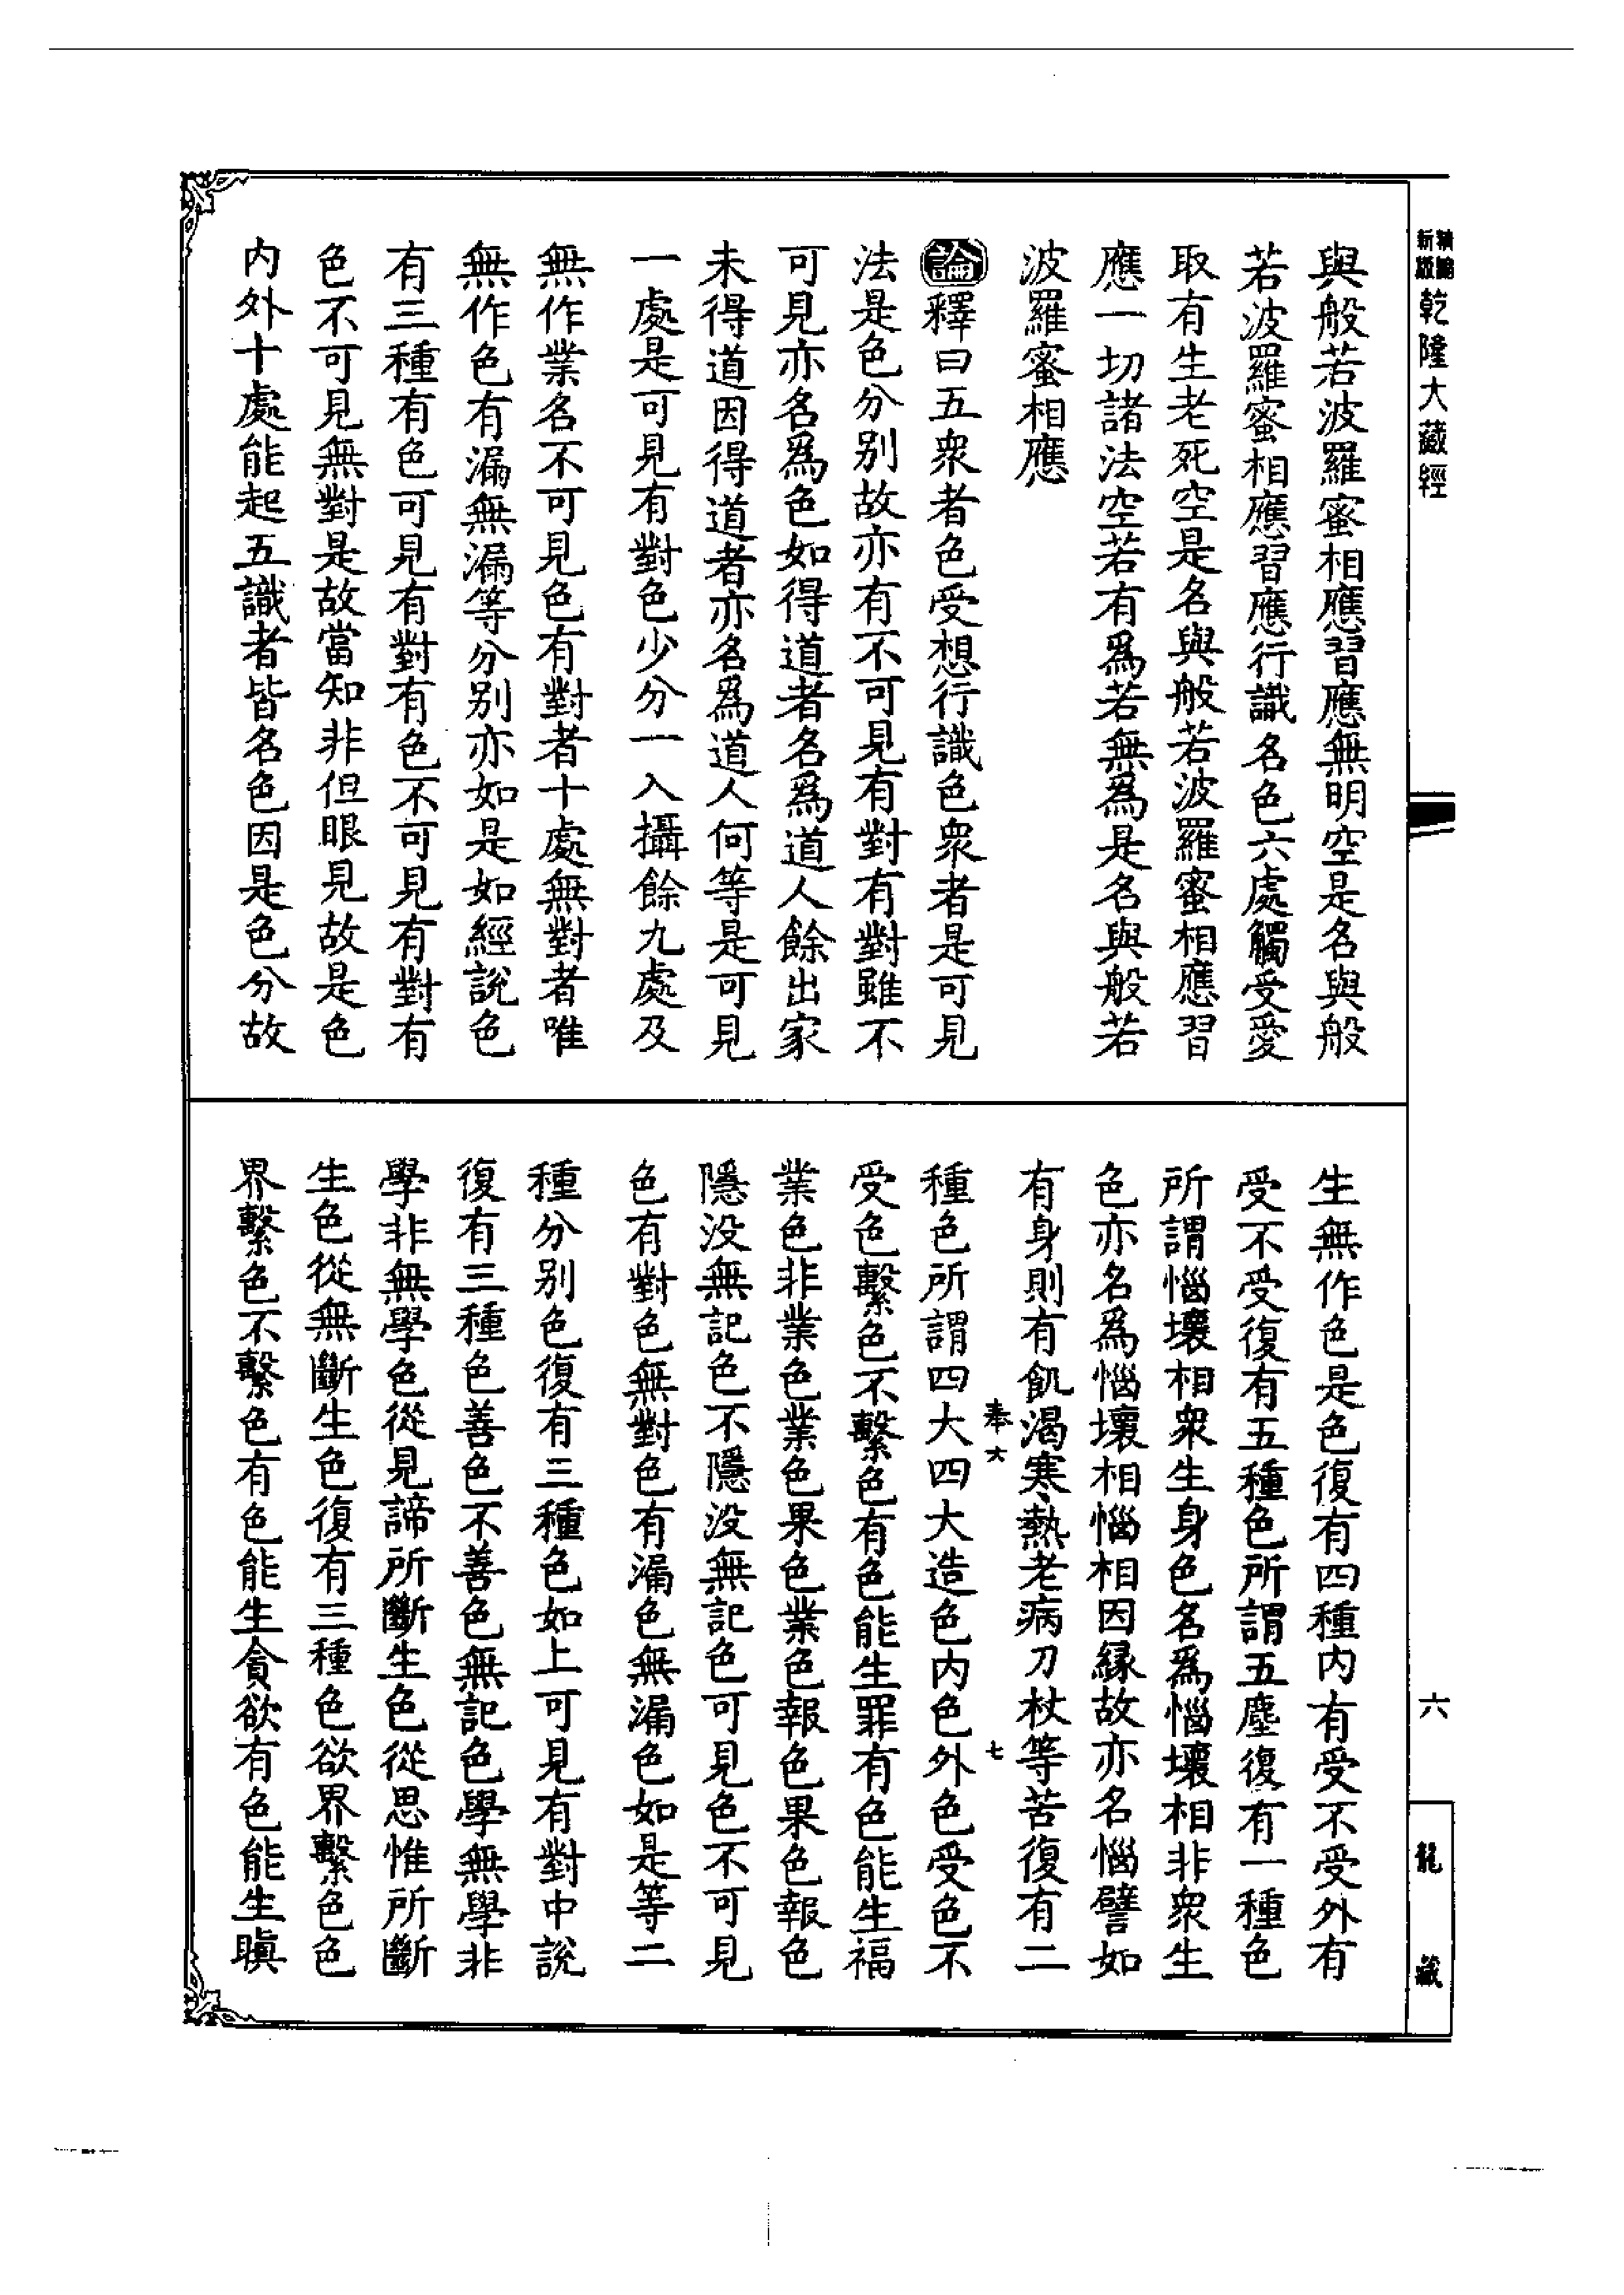 精縮
新版
乾隆大藏經
與般若波羅蜜相應習應無明空是名與般
若波羅蜜相應習應行識名色六處觸受愛
取有生老死空是名與般若波羅蜜相應習
應一切諸法空若有爲若無爲是名與般若
波羅蜜相應
論釋曰五衆者色受想行識色衆者是可見
法是色分別故亦有不可見有對有對雖不
可見亦名爲色如得道者名爲道人餘出家
未得道因得道者亦名爲道人何等是可見
一處是可見有對色少分一入攝餘九處及
無作業名不可見色有對者十處無對者唯
無作色有漏無漏等分別亦如是如經說色
有三種有色可見有對有色不可見有對有
色不可見無對是故當知非但眼見故是色
内外十處能起五識者皆名色因是色分故
生無作色是色復有四種内有受不受外有
受不受復有五種色所謂五塵復有一種色
所謂惱壞相衆生身色名爲惱壞相非衆生
色亦名爲惱壞相惱相因緣故亦名惱譬如
有身則有飢渴寒熱老病刀杖等苦復有二
奉六
七
種色所謂四大四大造色内色外色受色不
受色繫色不繫色有色能生罪有色能生福
業色非業色業色果色業色報色果色報色
隱没無記色不隱没無記色可見色不可見
色有對色無對色有漏色無漏色如是等二
種分別色復有三種色如上可見有對中說
復有三種色善色不善色無記色學無學非
學非無學色從見諦所斷生色從思惟所斷
生色從無斷生色復有三種色欲界繫色色
界繫色不繫色有色能生貪欲有色能生瞋
六
龍藏